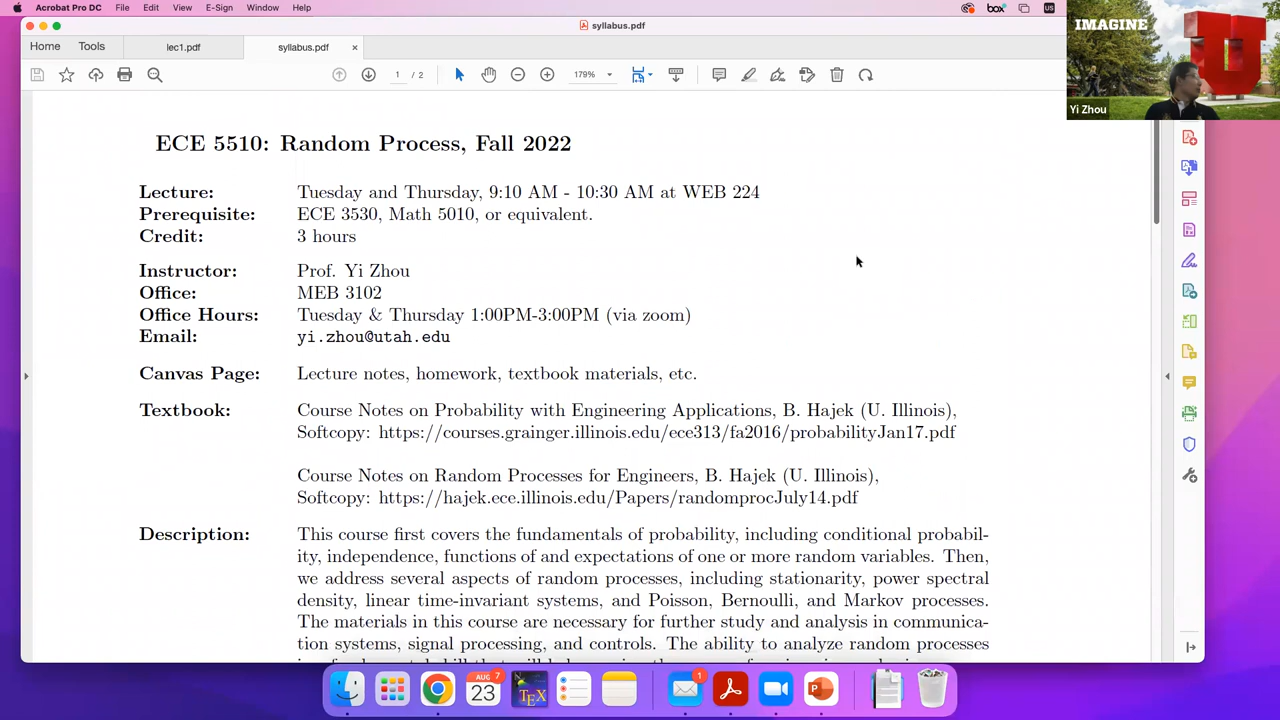 Acrobat Pro DC File Edit View E-Sign Window Help
box
US
syllabus.pdf
Home Tools lec1.pdf syllabus.pdf ×
1 / 2 179%
IMAGINE
U
Yi Zhou
ECE 5510: Random Process, Fall 2022
Lecture: Tuesday and Thursday, 9:10 AM - 10:30 AM at WEB 224
Prerequisite: ECE 3530, Math 5010, or equivalent.
Credit: 3 hours
Instructor: Prof. Yi Zhou
Office: MEB 3102
Office Hours: Tuesday & Thursday 1:00PM-3:00PM (via zoom)
Email: yi.zhou@utah.edu
Canvas Page: Lecture notes, homework, textbook materials, etc.
Textbook: Course Notes on Probability with Engineering Applications, B. Hajek (U. Illinois),
Softcopy: https://courses.grainger.illinois.edu/ece313/fa2016/probabilityJan17.pdf
Course Notes on Random Processes for Engineers, B. Hajek (U. Illinois),
Softcopy: https://hajek.ece.illinois.edu/Papers/randomprocJuly14.pdf
Description: This course first covers the fundamentals of probability, including conditional probabil-
ity, independence, functions of and expectations of one or more random variables. Then,
we address several aspects of random processes, including stationarity, power spectral
density, linear time-invariant systems, and Poisson, Bernoulli, and Markov processes.
The materials in this course are necessary for further study and analysis in communica-
tion systems, signal processing, and controls. The ability to analyze random processes
AUG 7
23
TEX
1